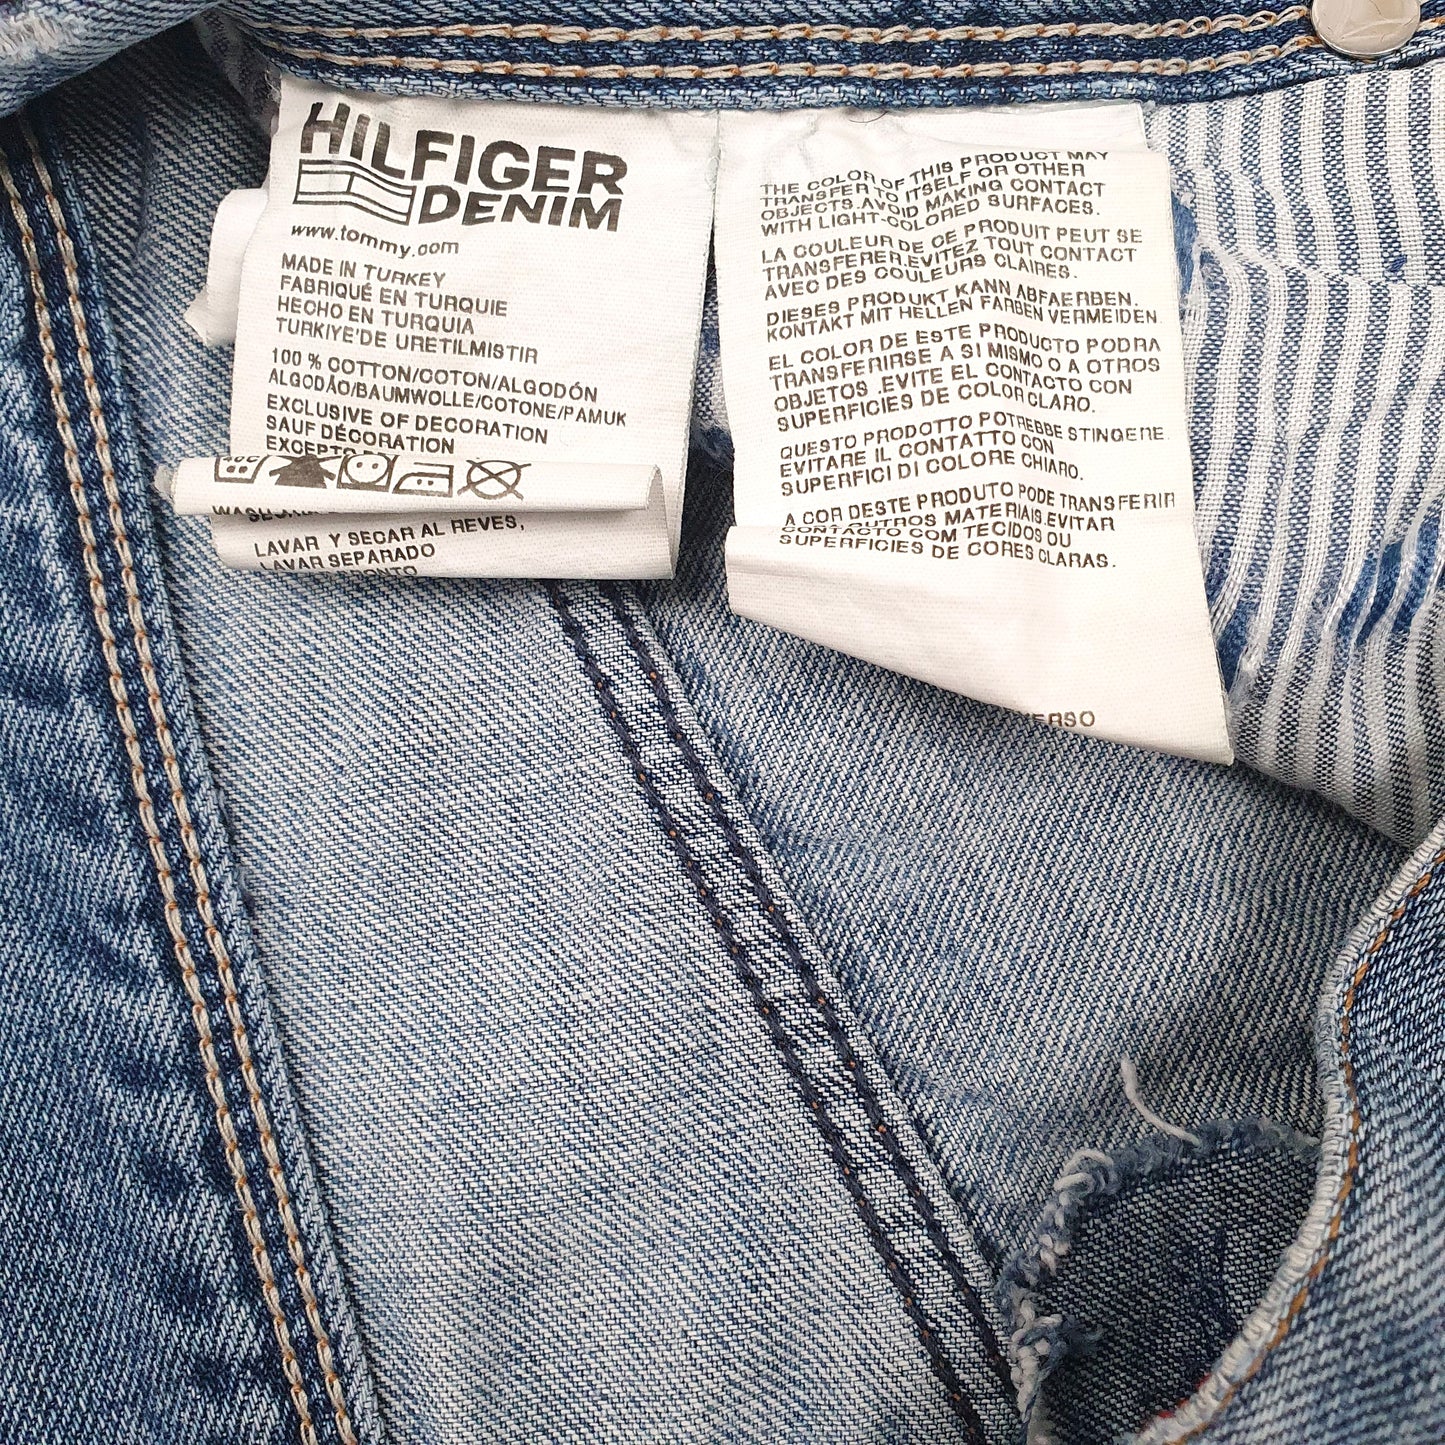 HILFIGER
DENIM
www.tommy.com
MADE IN TURKEY
FABRIQUÉ EN TURQUIE
HECHO EN TURQUIA
TURKIYE'DE URETILMISTIR
100 % COTTON/COTON/ALGODÓN
ALGODÃO/BAUMWOLLE/COTONE/PAMUK
EXCLUSIVE OF DECORATION
SAUF DÉCORATION
EXCEPTO
LAVAR Y SECAR AL REVES,
LAVAR SEPARADO
THE COLOR OF THIS PRODUCT MAY
TRANSFER TO ITSELF OR OTHER
OBJECTS.AVOID MAKING CONTACT
WITH LIGHT-COLORED SURFACES.
LA COULEUR DE CE PRODUIT PEUT SE
TRANSFERER.EVITEZ TOUT CONTACT
AVEC DES COULEURS CLAIRES.
DIESES PRODUKT KANN ABFAERBEN.
KONTAKT MIT HELLEN FARBEN VERMEIDEN
EL COLOR DE ESTE PRODUCTO PODRA
TRANSFERIRSE A SI MISMO O A OTROS
OBJETOS .EVITE EL CONTACTO CON
SUPERFICIES DE COLOR CLARO.
QUESTO PRODOTTO POTREBBE STINGERE.
EVITARE IL CONTATTO CON
SUPERFICI DI COLORE CHIARO.
A COR DESTE PRODUTO PODE TRANSFERIR
OUTROS MATERIAIS.EVITAR
CONTACTO COM TECIDOS OU
SUPERFICIES DE CORES CLARAS.